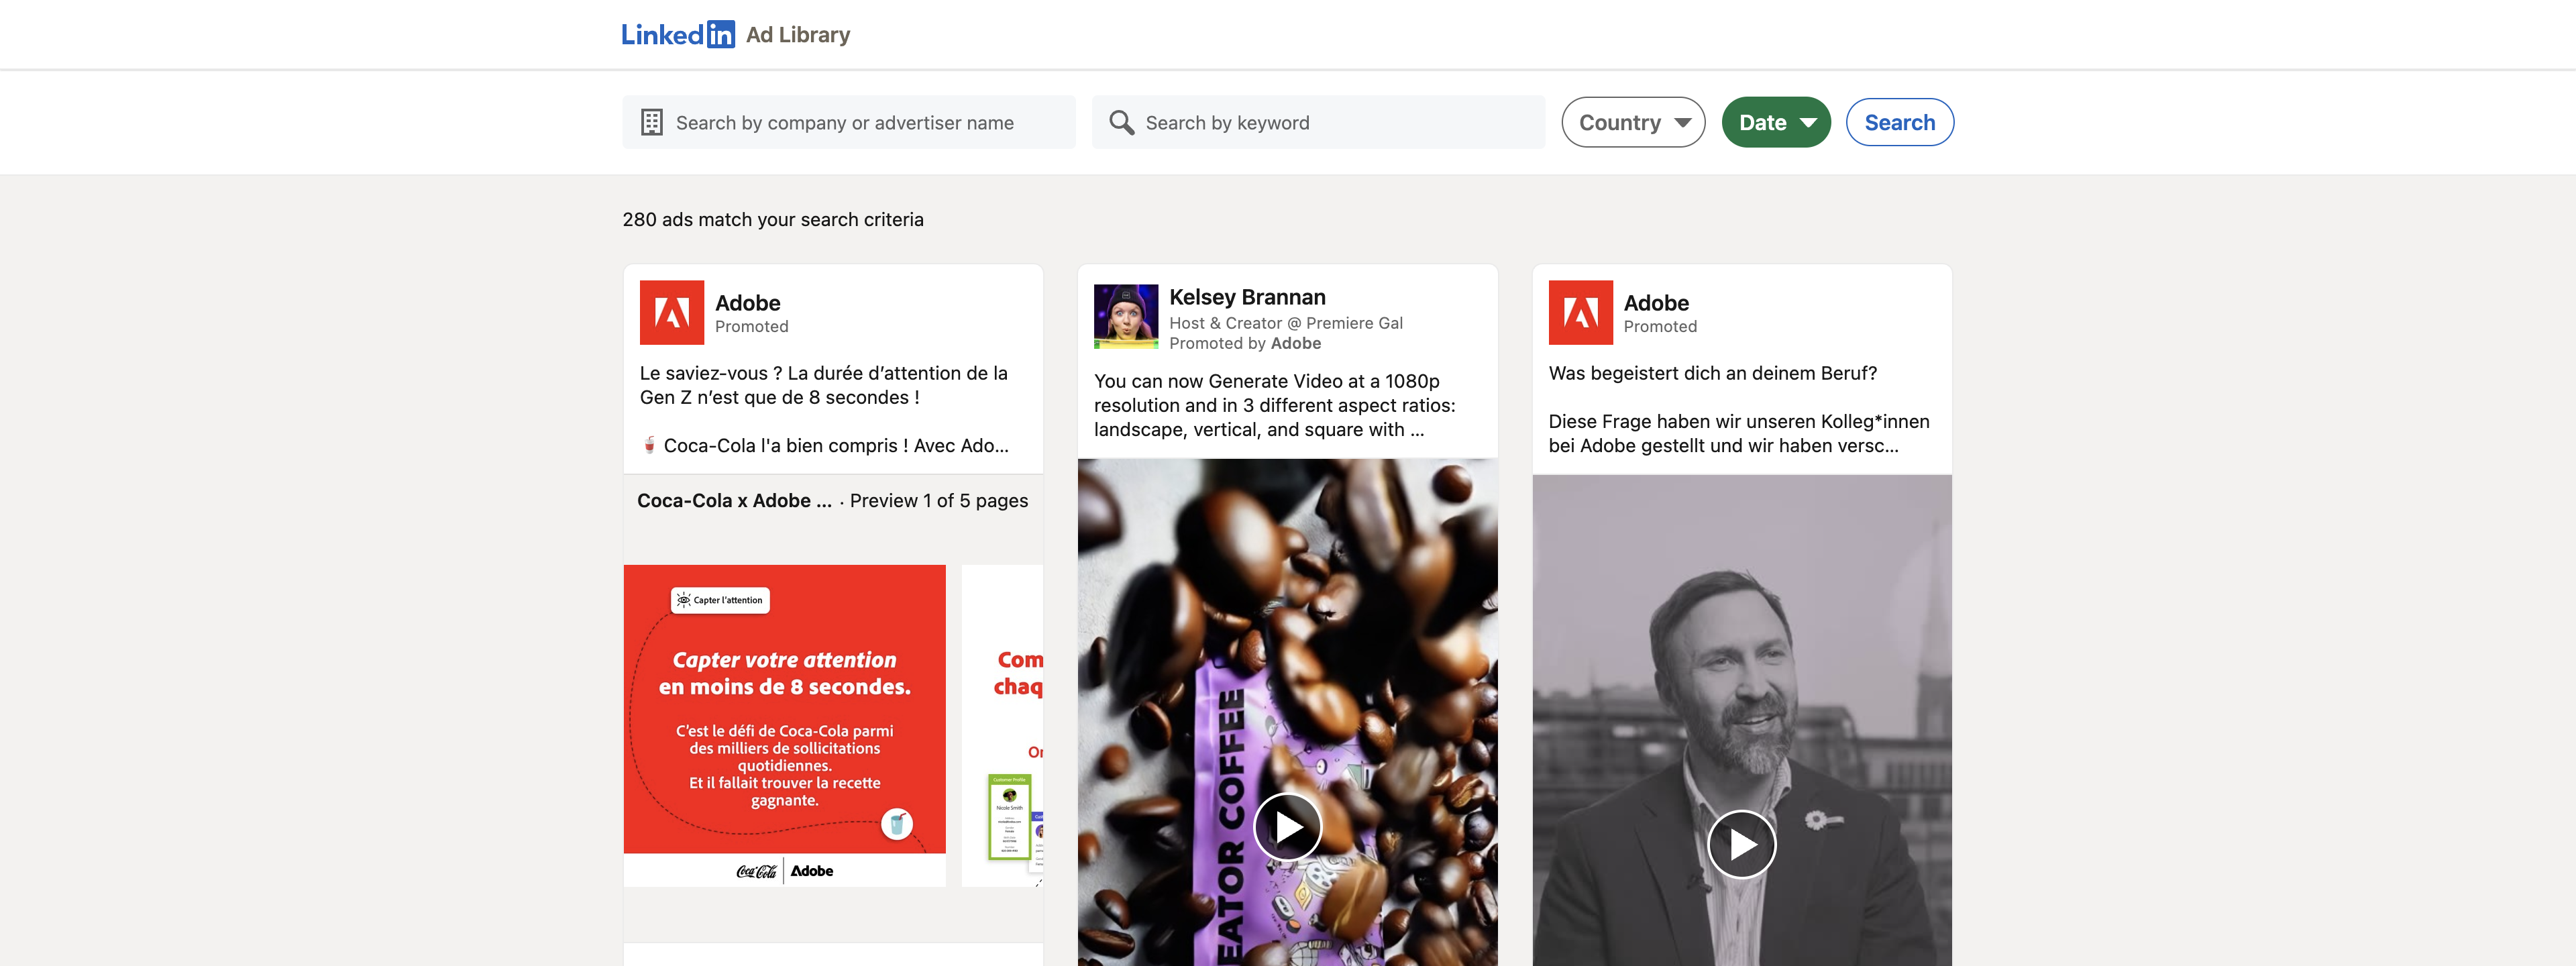 LinkedIn Ad Library
Search by company or advertiser name
Search by keyword
Country
Date
Search
280 ads match your search criteria
Adobe
Promoted
Le saviez-vous ? La durée d’attention de la
Gen Z n’est que de 8 secondes !
Coca-Cola l'a bien compris ! Avec Ado...
Coca-Cola x Adobe ... · Preview 1 of 5 pages
Capter l'attention
Capter votre attention
en moins de 8 secondes.
C'est le défi de Coca-Cola parmi
des milliers de sollicitations
quotidiennes.
Et il fallait trouver la recette
gagnante.
Coca-Cola | Adobe
Com
chaq
Customer Profile
Nicole Smith
Kelsey Brannan
Host & Creator @ Premiere Gal
Promoted by Adobe
You can now Generate Video at a 1080p
resolution and in 3 different aspect ratios:
landscape, vertical, and square with ...
EATOR COFFEE
Adobe
Promoted
Was begeistert dich an deinem Beruf?
Diese Frage haben wir unseren Kolleg*innen
bei Adobe gestellt und wir haben versc...